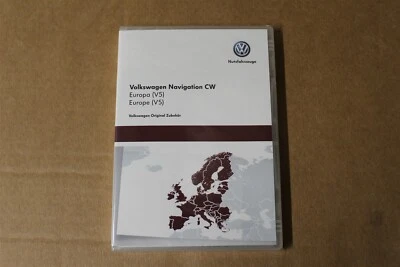 Nutzfahrzeuge
Volkswagen Navigation CW
Europa (V5)
Europe (V5)
Volkswagen Original Zubehör